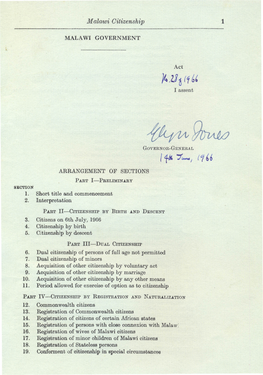 Malawi Citizenship 1
MALAWI GOVERNMENT
Act
No. 28 of 1966
I assent
Glyn Jones
GOVERNOR-GENERAL
14th June, 1966
ARRANGEMENT OF SECTIONS
PART I—PRELIMINARY
SECTION
1. Short title and commencement
2. Interpretation
PART II—CITIZENSHIP BY BIRTH AND DESCENT
3. Citizens on 6th July, 1966
4. Citizenship by birth
5. Citizenship by descent
PART III—DUAL CITIZENSHIP
6. Dual citizenship of persons of full age not permitted
7. Dual citizenship of minors
8. Acquisition of other citizenship by voluntary act
9. Acquisition of other citizenship by marriage
10. Acquisition of other citizenship by any other means
11. Period allowed for exercise of option as to citizenship
PART IV—CITIZENSHIP BY REGISTRATION AND NATURALIZATION
12. Commonwealth citizens
13. Registration of Commonwealth citizens
14. Registration of citizens of certain African states
15. Registration of persons with close connexion with Malawi
16. Registration of wives of Malawi citizens
17. Registration of minor children of Malawi citizens
18. Registration of Stateless persons
19. Conferment of citizenship in special circumstances